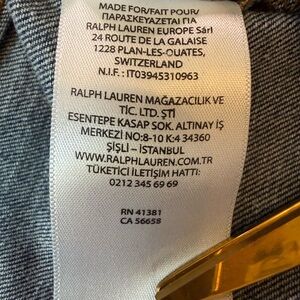 MADE FOR/FAIT POUR/
ΠΑΡΑΣΚΕΥΑΖΕΤΑΙ ΓΙΑ
RALPH LAUREN EUROPE Sàrl
24 ROUTE DE LA GALAISE
1228 PLAN-LES-OUATES,
SWITZERLAND
N.I.F.: IT03945310963
RALPH LAUREN MAĞAZACILIK VE
TİC. LTD. ŞTİ
ESENTEPE KASAP SOK. ALTINAY İŞ
MERKEZİ NO:8-10 K:4 34360
ŞİŞLİ – İSTANBUL
WWW.RALPHLAUREN.COM.TR
TÜKETİCİ İLETİŞİM HATTI:
0212 345 69 69
RN 41381
CA 56658